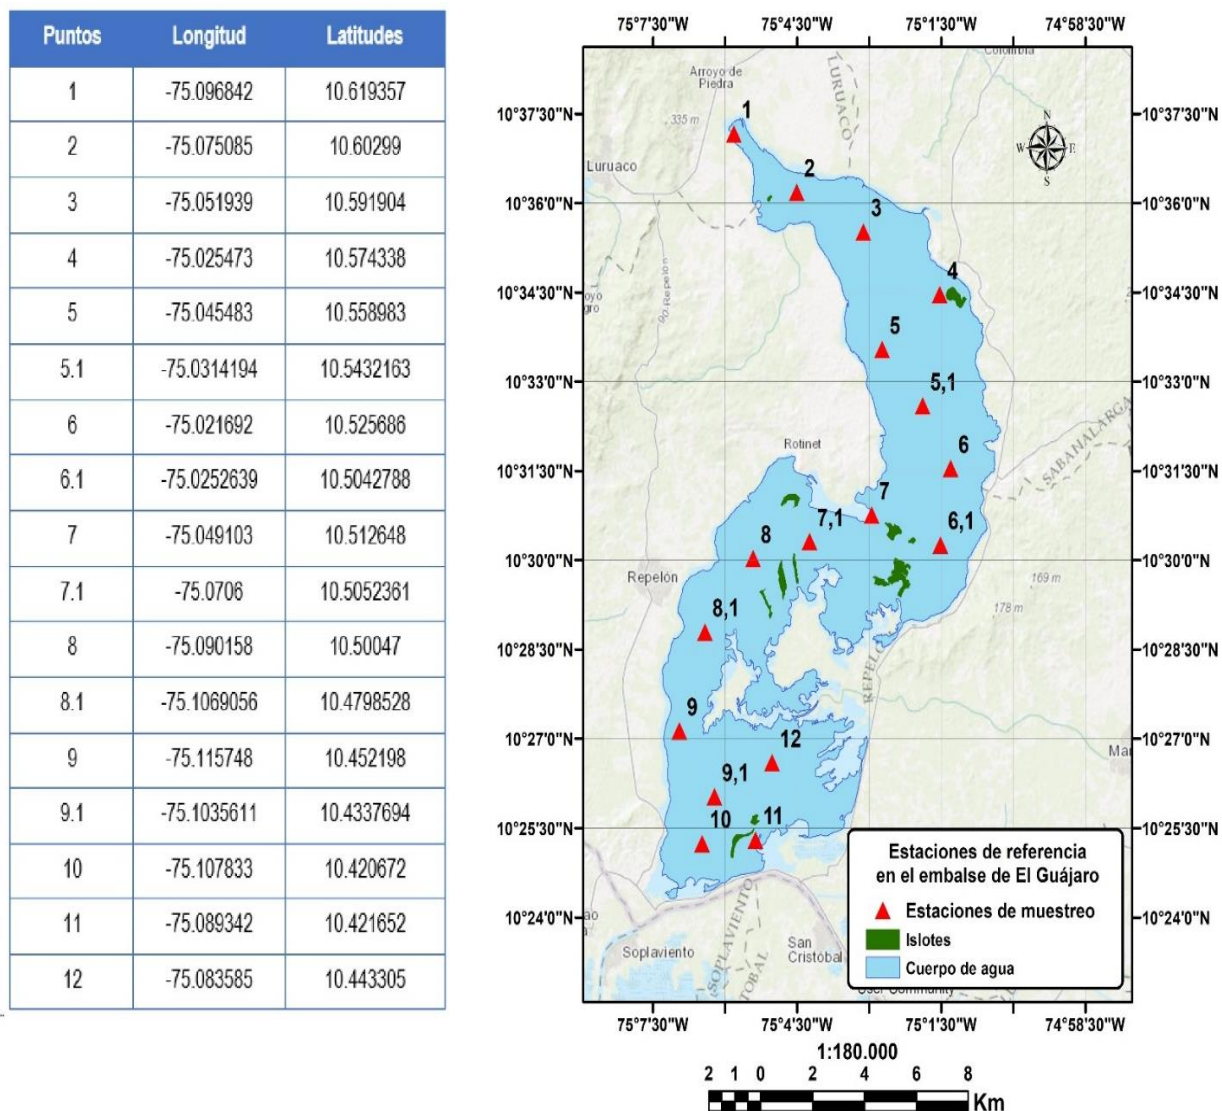 Puntos Longitud Latitudes
1 -75.096842 10.619357
2 -75.075085 10.60299
3 -75.051939 10.591904
4 -75.025473 10.574338
5 -75.045483 10.558983
5.1 -75.0314194 10.5432163
6 -75.021692 10.525686
6.1 -75.0252639 10.5042788
7 -75.049103 10.512648
7.1 -75.0706 10.5052361
8 -75.090158 10.50047
8.1 -75.1069056 10.4798528
9 -75.115748 10.452198
9.1 -75.1035611 10.4337694
10 -75.107833 10.420672
11 -75.089342 10.421652
12 -75.083585 10.443305
75°7'30"W 75°4'30"W 75°1'30"W 74°58'30"W
Colombia
Arroyo de
Piedra
LURUACO
10°37'30"N 10°37'30"N
335 m
1
N
W E
S
Luruaco
2
10°36'0"N 10°36'0"N
3
4
10°34'30"N 10°34'30"N
5
10°33'0"N 10°33'0"N
5,1
SABANALARGA
Rotinet
6
10°31'30"N 10°31'30"N
7
7,1
6,1
8
10°30'0"N 10°30'0"N
Repelón
169 m
8,1
178 m
10°28'30"N 10°28'30"N
9
10°27'0"N 10°27'0"N
12
9,1
10
11
10°25'30"N 10°25'30"N
Estaciones de referencia
en el embalse de El Guájaro
Estaciones de muestreo
Islotes
Cuerpo de agua
10°24'0"N 10°24'0"N
Soplaviento
SOPLAVIENTO
San
Cristóbal
75°7'30"W 75°4'30"W 75°1'30"W 74°58'30"W
1:180.000
2 1 0 2 4 6 8
Km